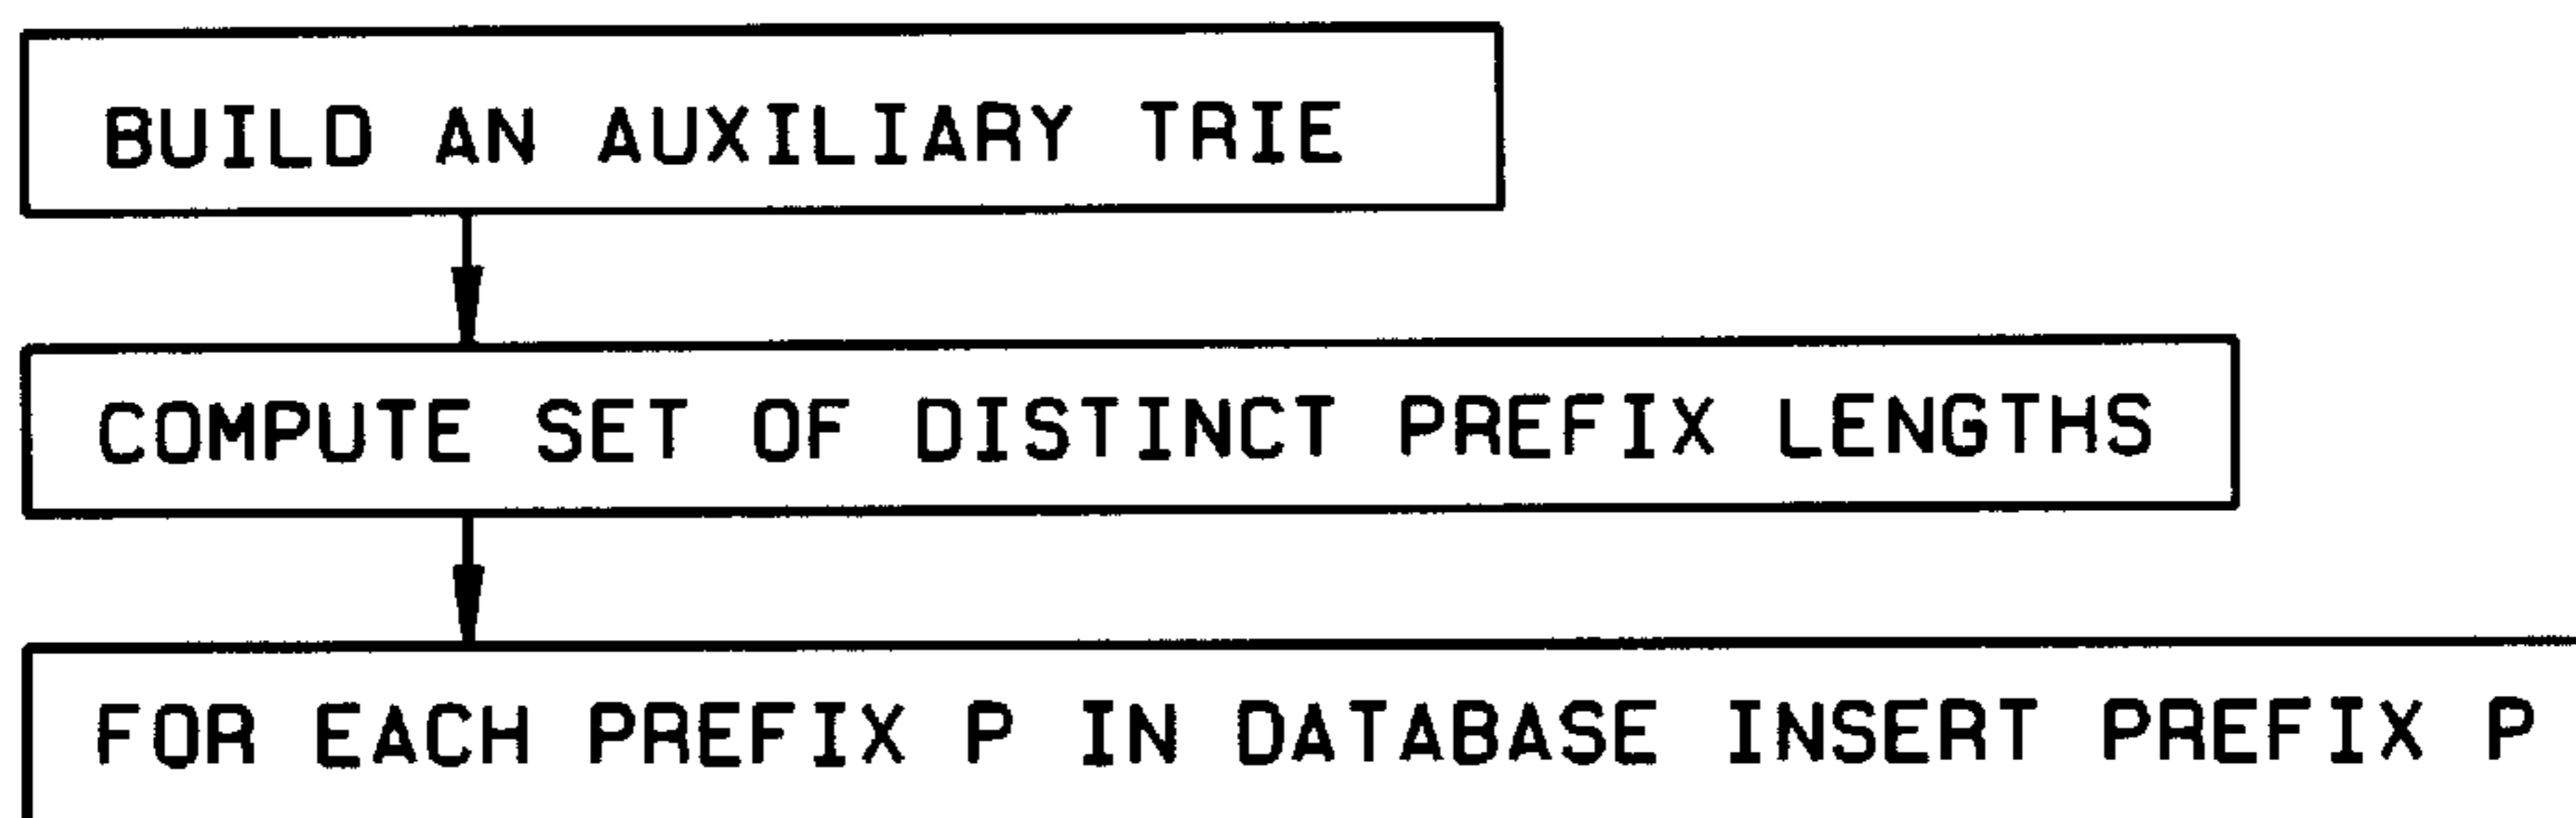 BUILD AN AUXILIARY TRIE
COMPUTE SET OF DISTINCT PREFIX LENGTHS
FOR EACH PREFIX P IN DATABASE INSERT PREFIX P